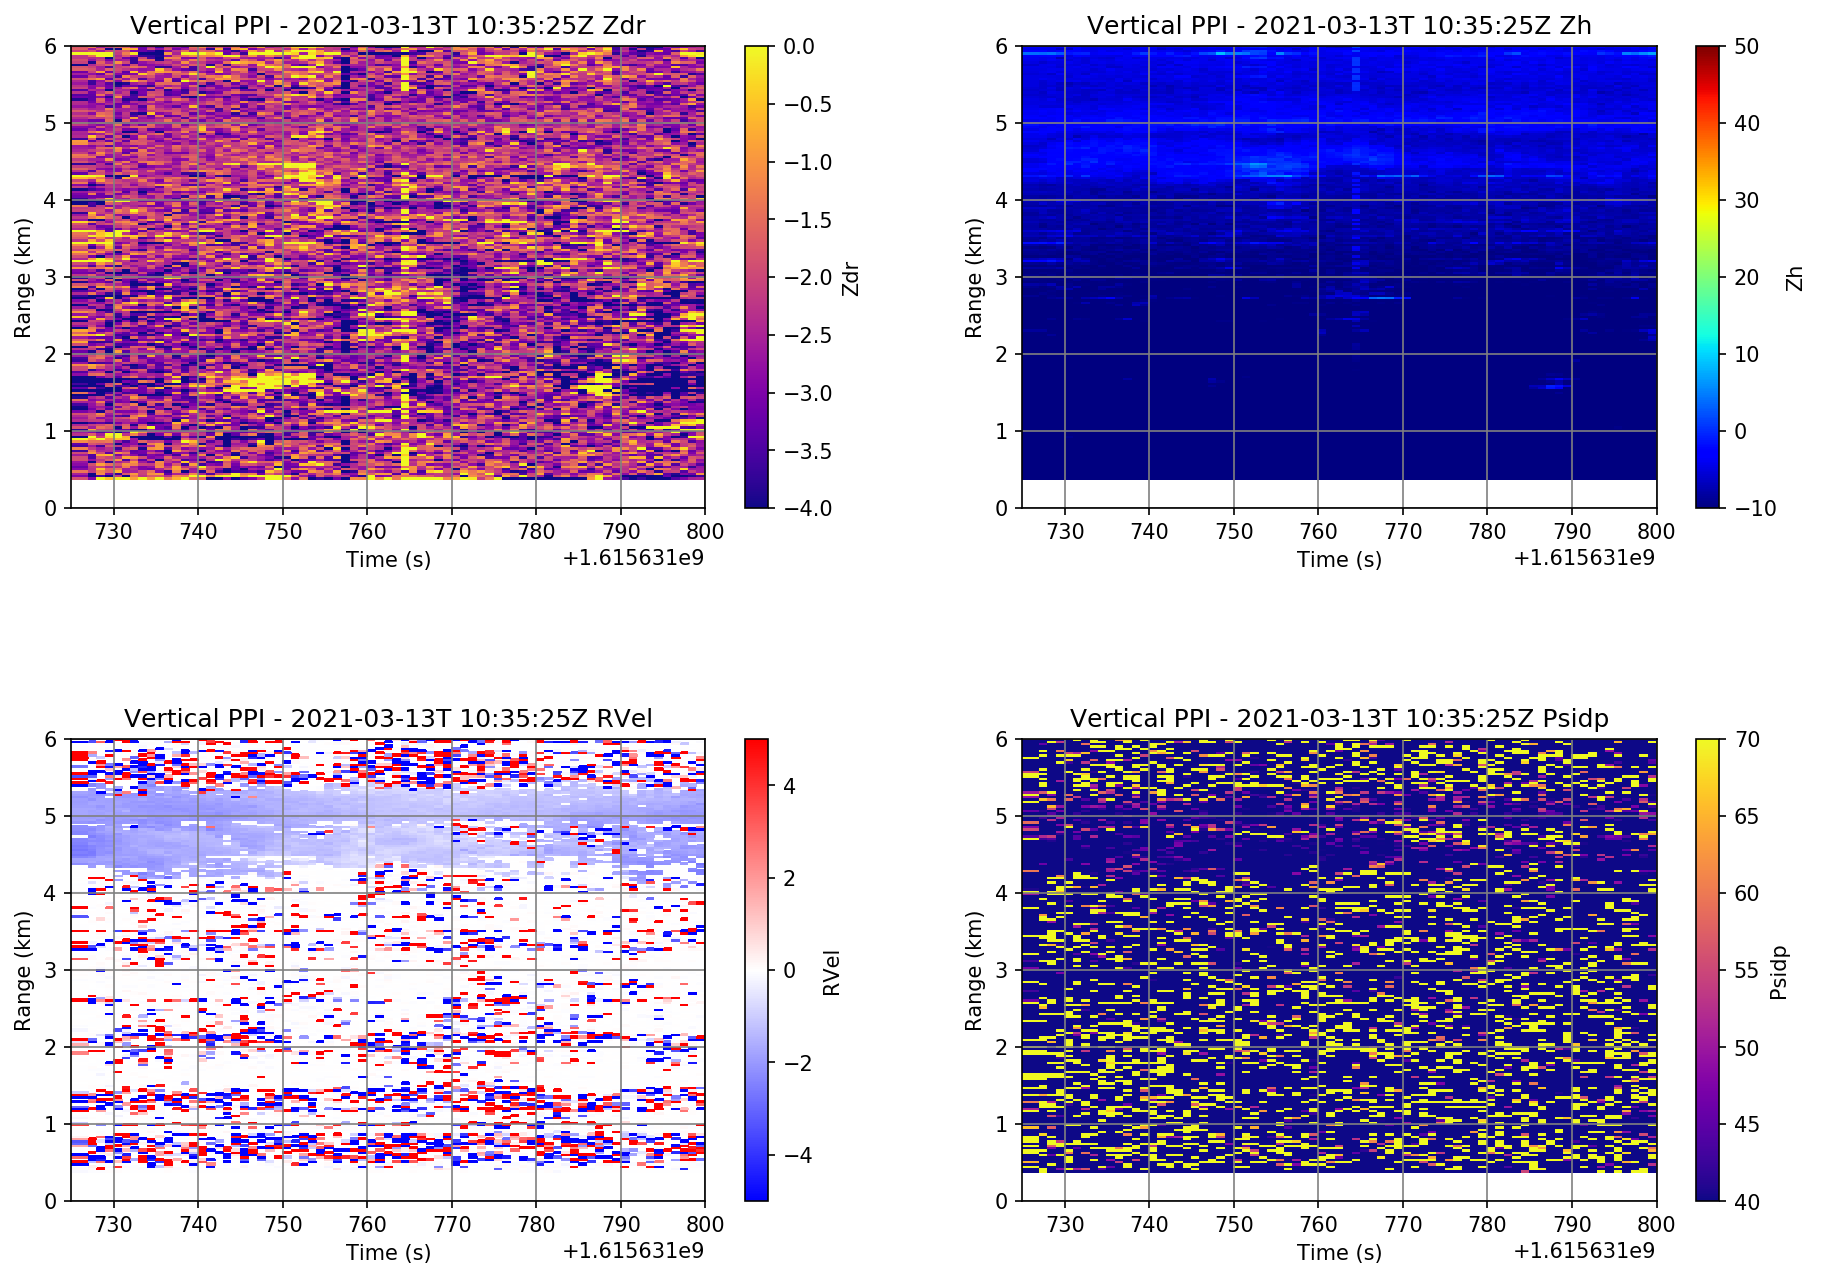 Vertical PPI - 2021-03-13T 10:35:25Z Zdr
6
5
4
3
2
1
0
Range (km)
730 740 750 760 770 780 790 800
Time (s)
+1.615631e9
0.0
−0.5
−1.0
−1.5
−2.0
−2.5
−3.0
−3.5
−4.0
Zdr
Vertical PPI - 2021-03-13T 10:35:25Z Zh
6
5
4
3
2
1
0
Range (km)
730 740 750 760 770 780 790 800
Time (s)
+1.615631e9
50
40
30
20
10
0
−10
Zh
Vertical PPI - 2021-03-13T 10:35:25Z RVel
6
5
4
3
2
1
0
Range (km)
730 740 750 760 770 780 790 800
Time (s)
+1.615631e9
4
2
0
−2
−4
RVel
Vertical PPI - 2021-03-13T 10:35:25Z Psidp
6
5
4
3
2
1
0
Range (km)
730 740 750 760 770 780 790 800
Time (s)
+1.615631e9
70
65
60
55
50
45
40
Psidp